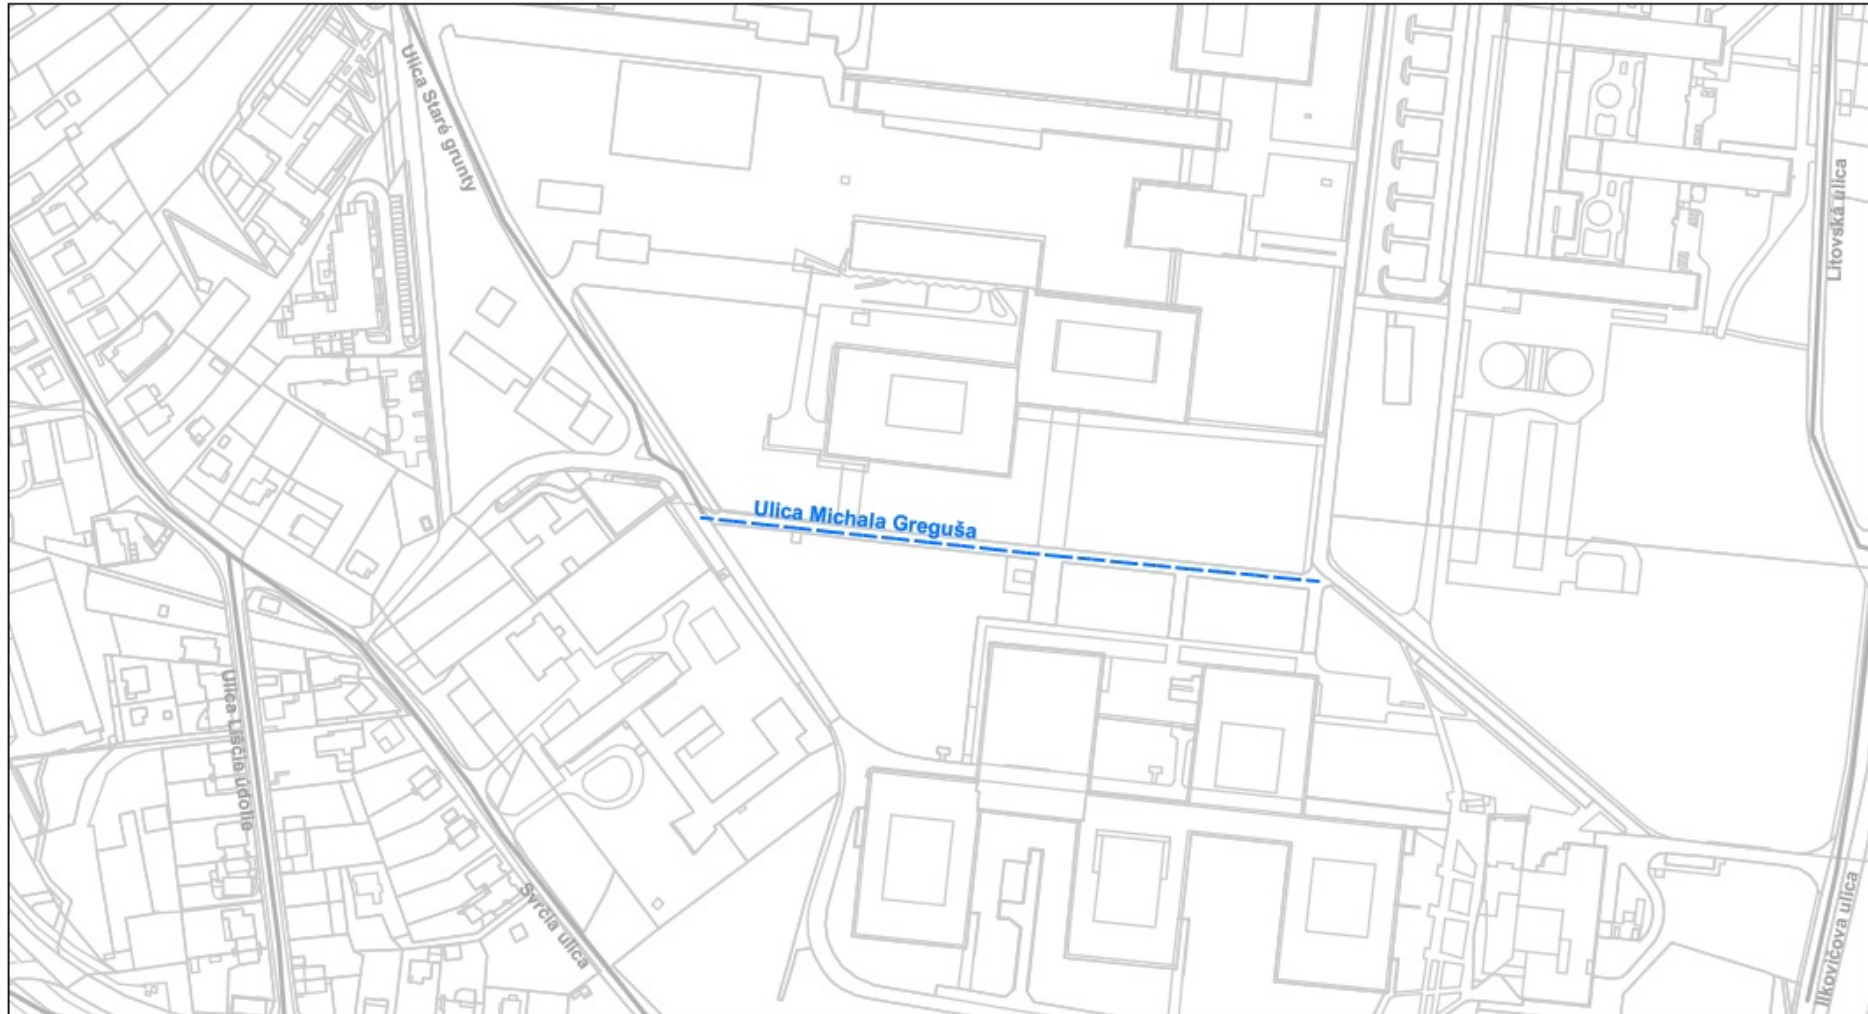 Ulica Staré grunty
Litovská ulica
Ulica Michala Greguša
Ulica Líščie údolie
Svrčia ulica
Ilkovičova ulica